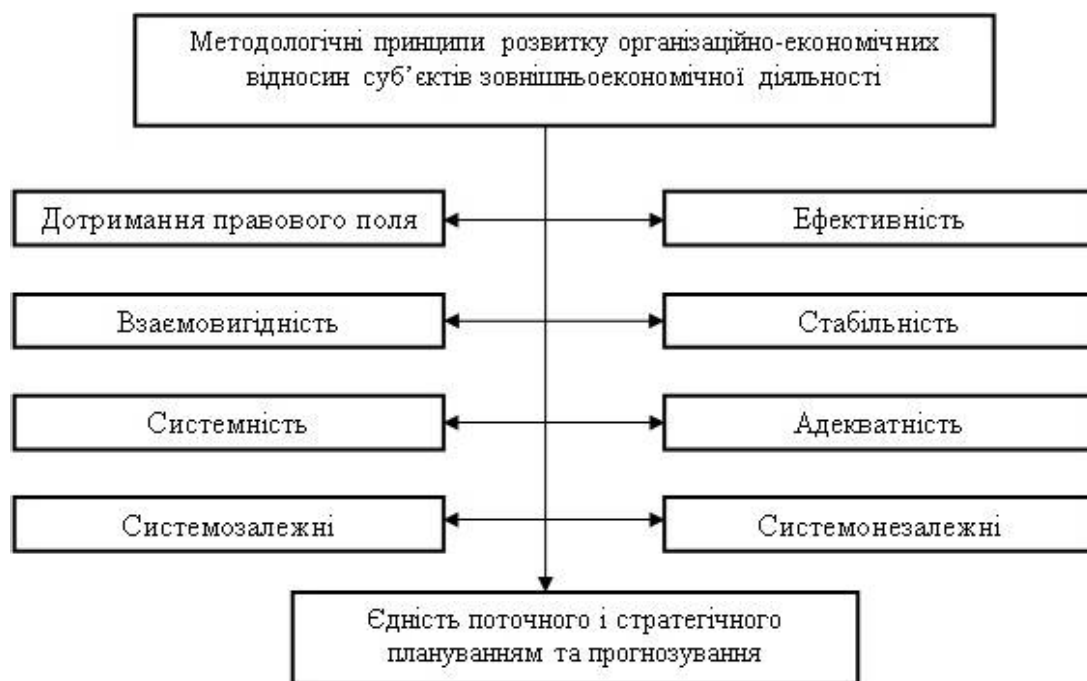 Методологічні принципи розвитку організаційно-економічних
відносин суб’єктів зовнішньоекономічної діяльності
Дотримання правового поля
Ефективність
Взаємовигідність
Стабільність
Системність
Адекватність
Системозалежні
Системонезалежні
Єдність поточного і стратегічного
плануванням та прогнозування